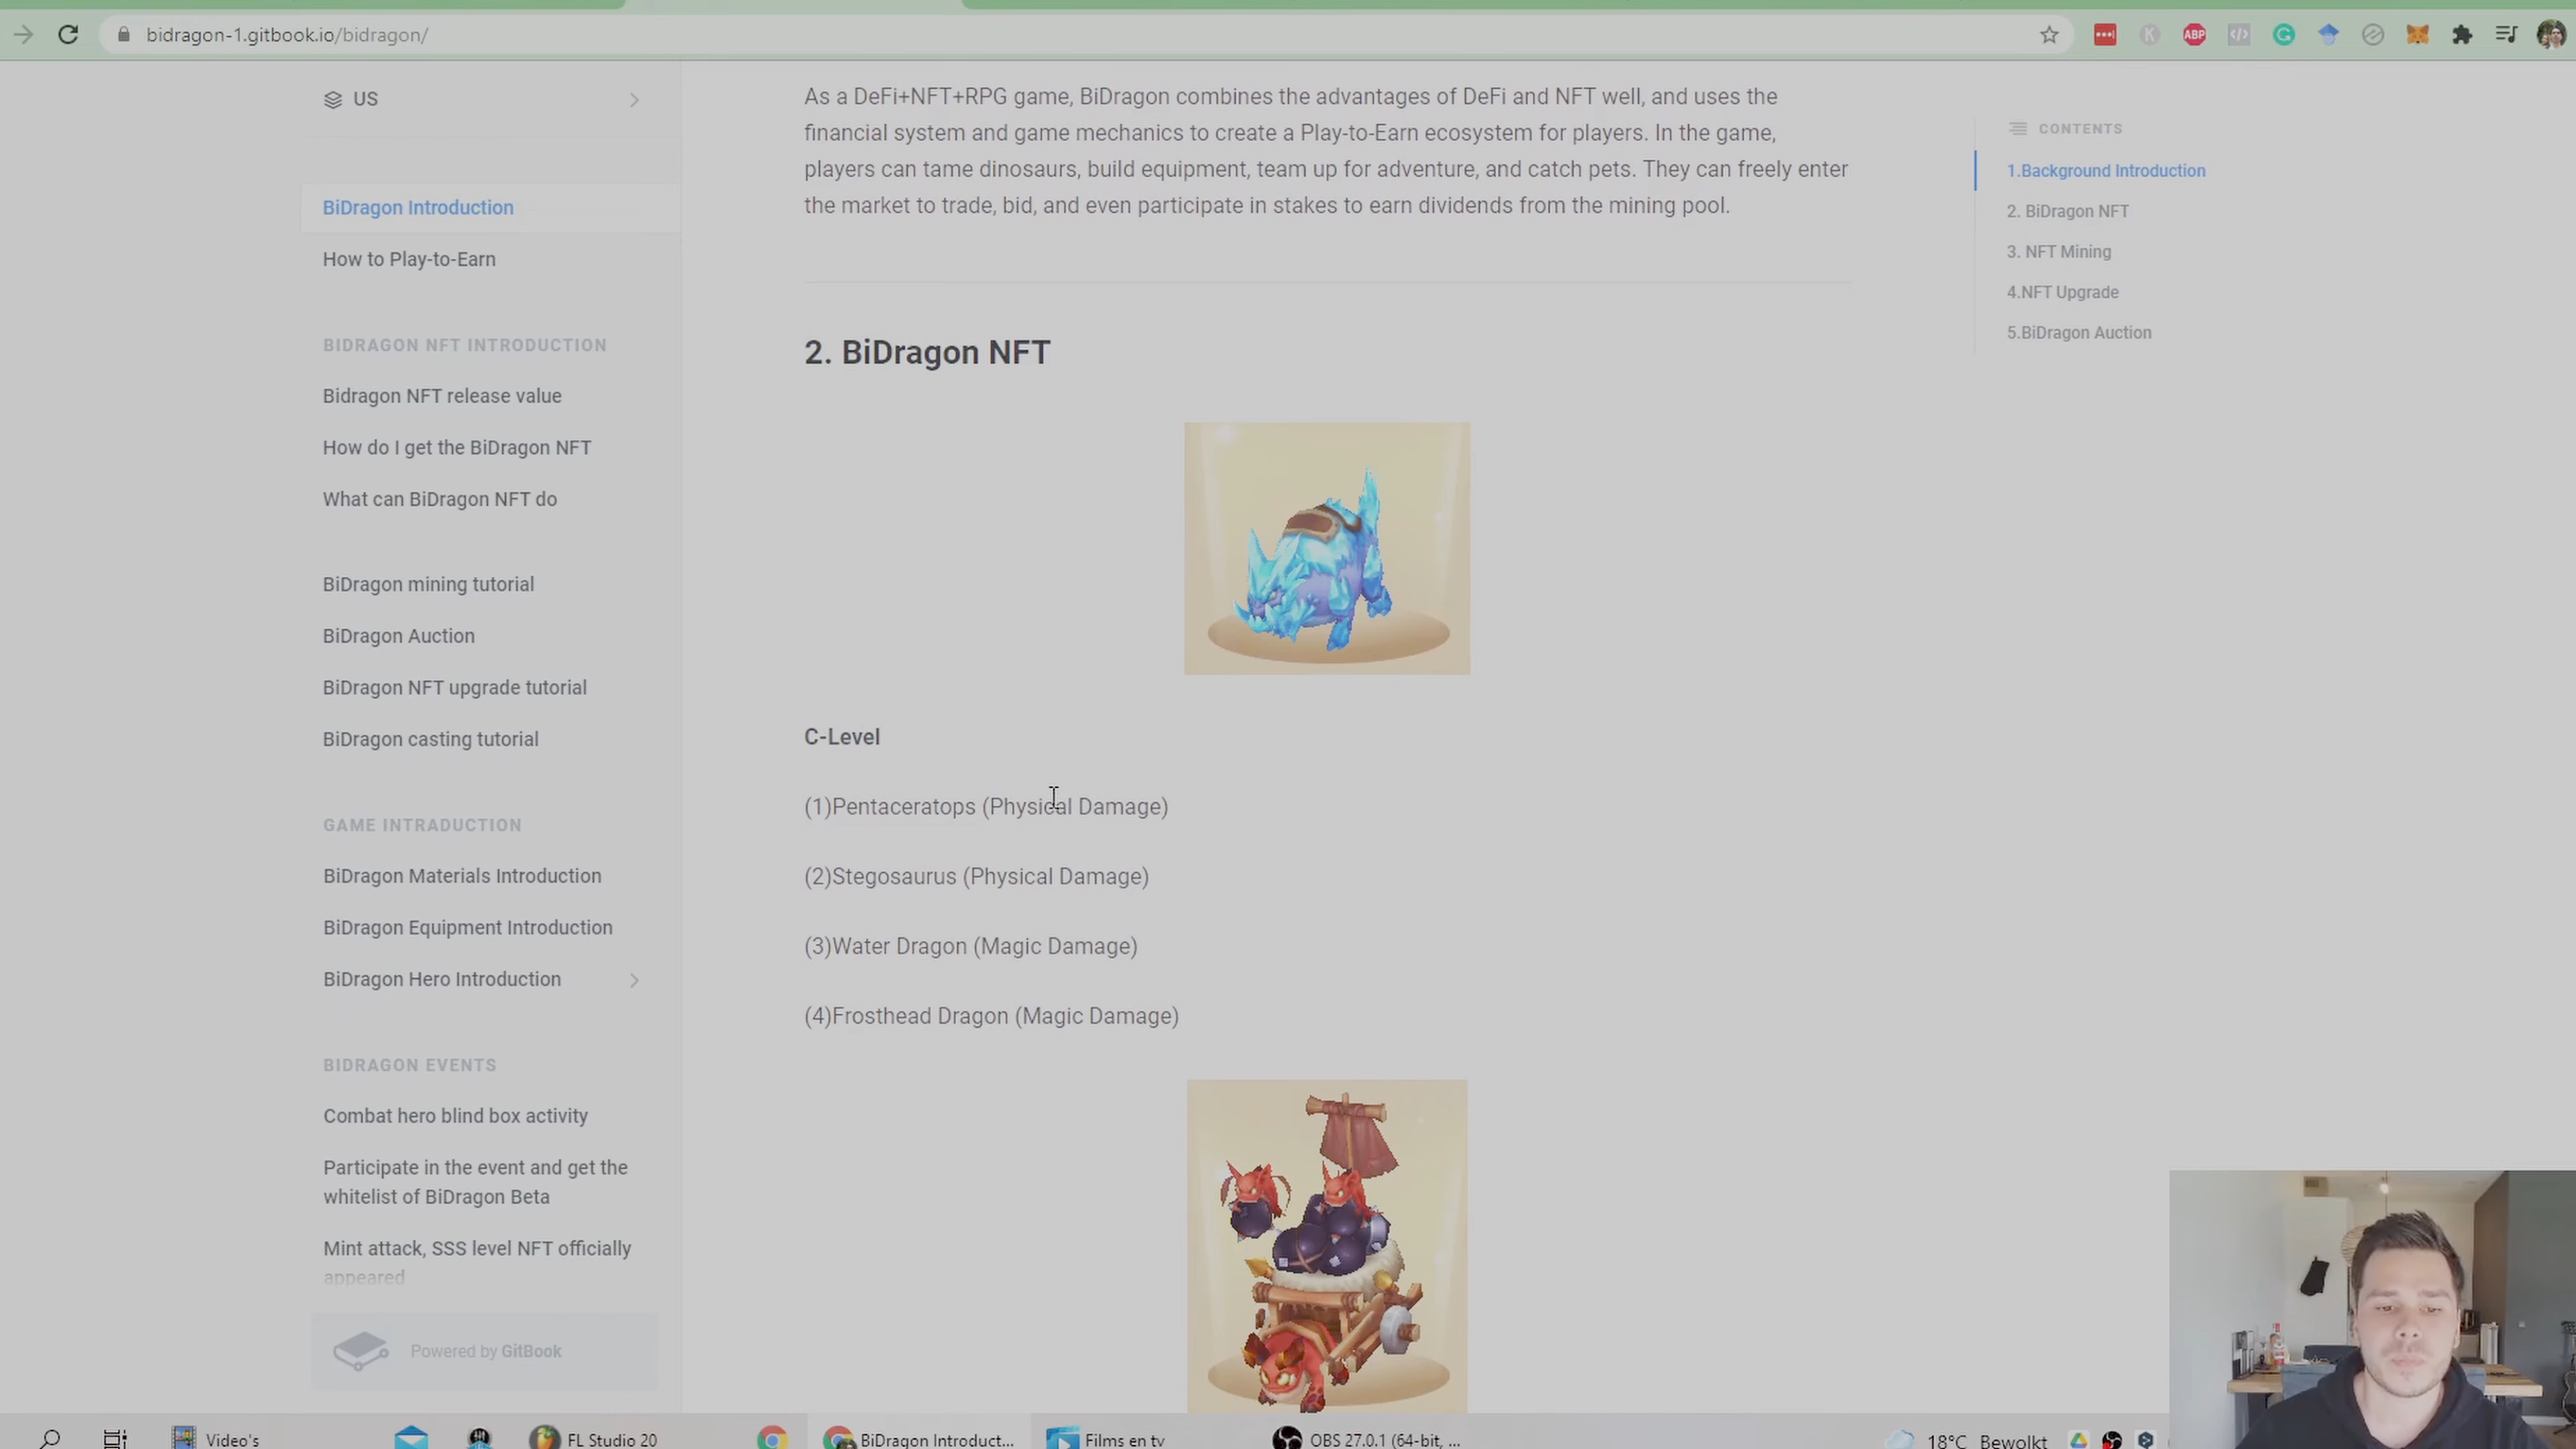 bidragon-1.gitbook.io/bidragon/
ABP
US
BiDragon Introduction
How to Play-to-Earn
BIDRAGON NFT INTRODUCTION
Bidragon NFT release value
How do I get the BiDragon NFT
What can BiDragon NFT do
BiDragon mining tutorial
BiDragon Auction
BiDragon NFT upgrade tutorial
BiDragon casting tutorial
GAME INTRADUCTION
BiDragon Materials Introduction
BiDragon Equipment Introduction
BiDragon Hero Introduction
BIDRAGON EVENTS
Combat hero blind box activity
Participate in the event and get the
whitelist of BiDragon Beta
Mint attack, SSS level NFT officially
appeared
Powered by GitBook
As a DeFi+NFT+RPG game, BiDragon combines the advantages of DeFi and NFT well, and uses the
financial system and game mechanics to create a Play-to-Earn ecosystem for players. In the game,
players can tame dinosaurs, build equipment, team up for adventure, and catch pets. They can freely enter
the market to trade, bid, and even participate in stakes to earn dividends from the mining pool.
2. BiDragon NFT
C-Level
(1)Pentaceratops (Physical Damage)
(2)Stegosaurus (Physical Damage)
(3)Water Dragon (Magic Damage)
(4)Frosthead Dragon (Magic Damage)
CONTENTS
1.Background Introduction
2. BiDragon NFT
3. NFT Mining
4.NFT Upgrade
5.BiDragon Auction
Video's
FL Studio 20
BiDragon Introduct...
Films en tv
OBS 27.0.1 (64-bit, ...
18°C Bewolkt